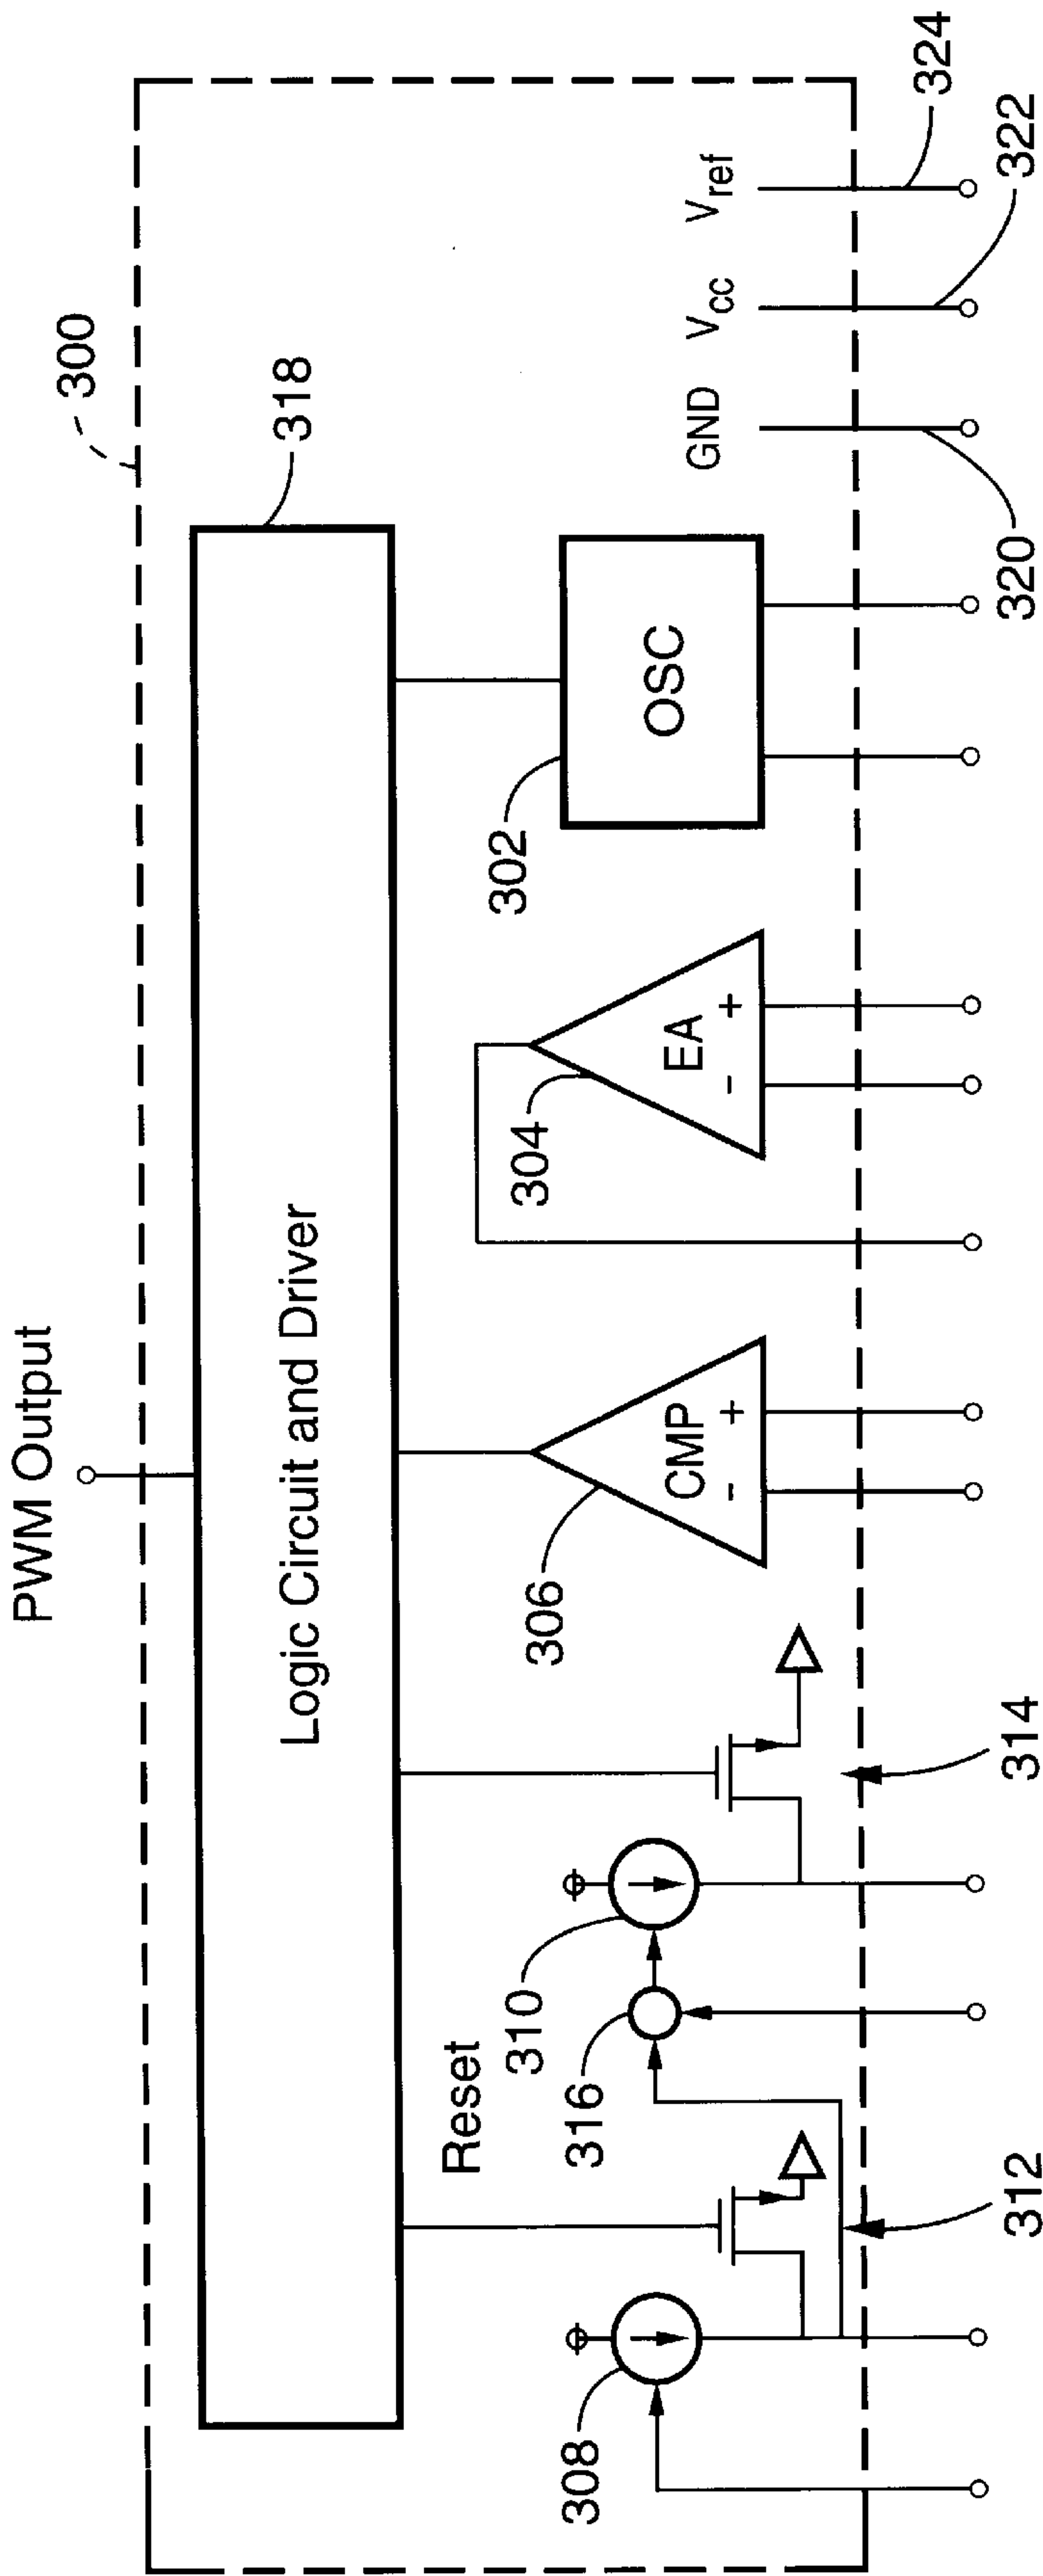 PWM Output
300
318
Logic Circuit and Driver
Reset
308
312
316
310
314
306
CMP
-
+
304
EA
-
+
302
OSC
GND
320
Vcc
322
Vref
324